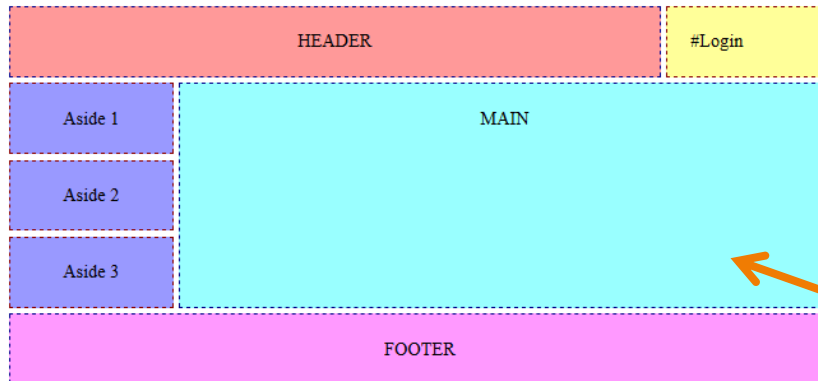 HEADER
#Login
Aside 1
MAIN
Aside 2
Aside 3
FOOTER